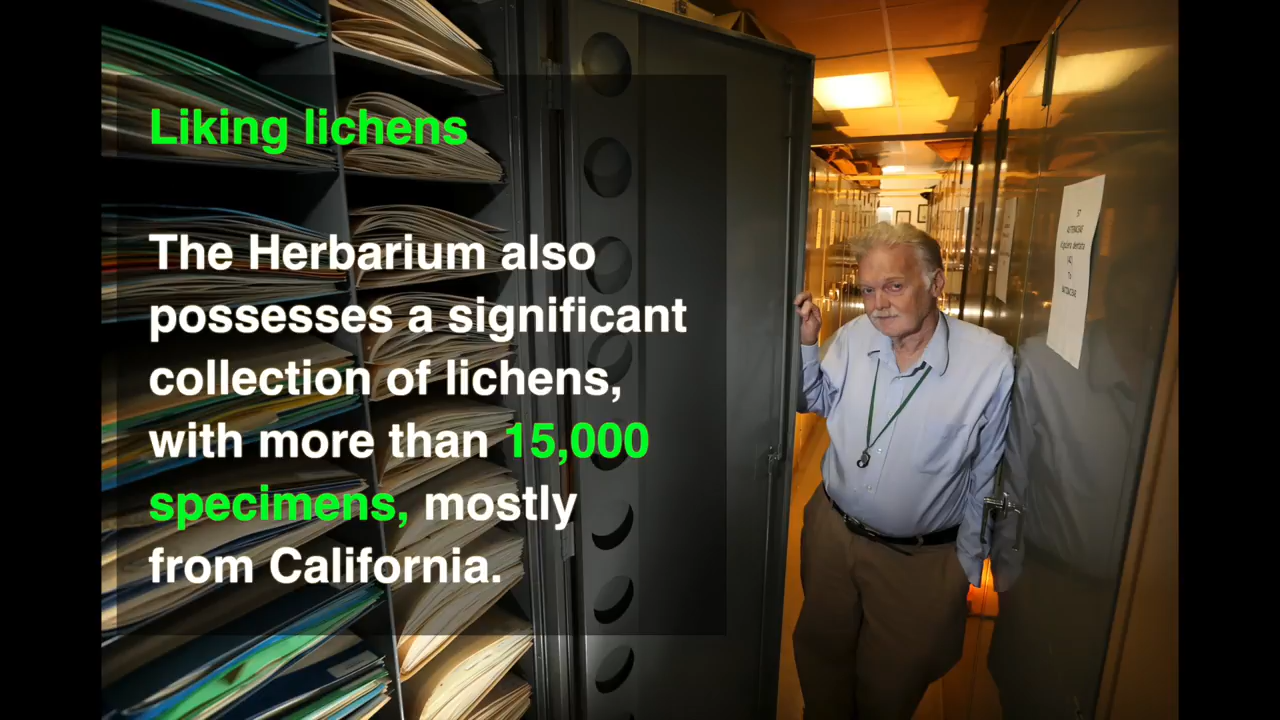 Liking lichens
The Herbarium also
possesses a significant
collection of lichens,
with more than 15,000
specimens, mostly
from California.
57